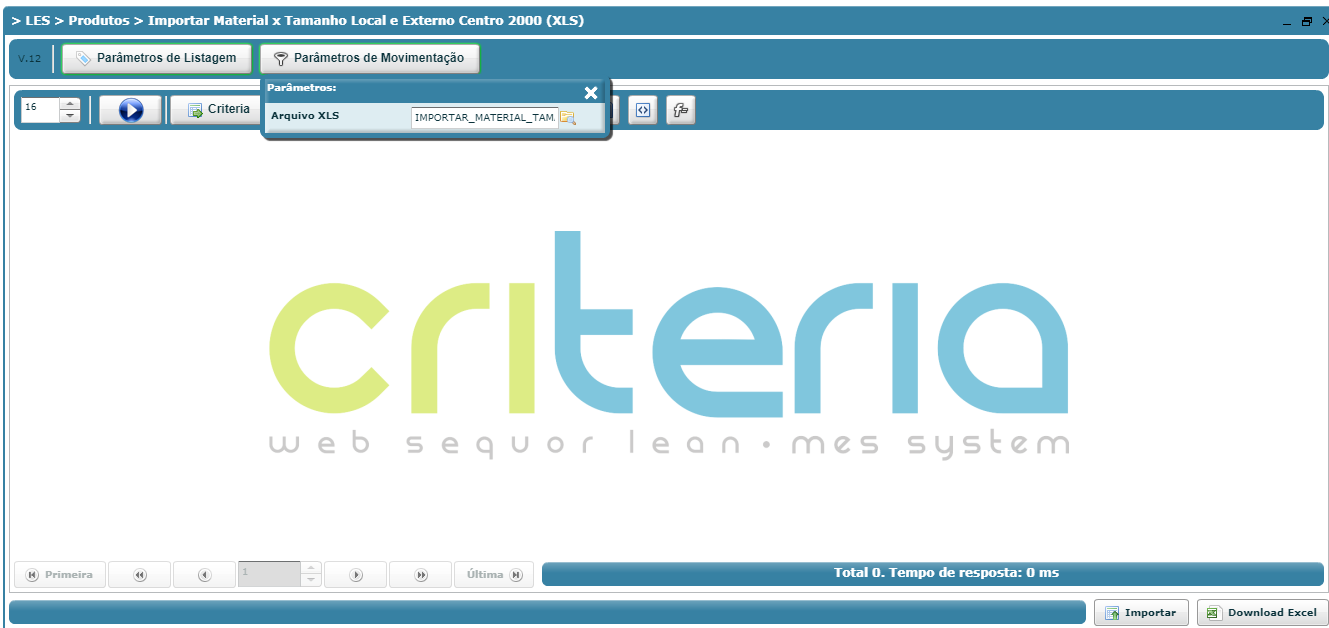 > LES > Produtos > Importar Material x Tamanho Local e Externo Centro 2000 (XLS)
V.12 Parâmetros de Listagem Parâmetros de Movimentação
Parâmetros:
16 Criteria
Arquivo XLS IMPORTAR_MATERIAL_TAM.
criteria
web sequor lean · mes system
Primeira 1 Última Total 0. Tempo de resposta: 0 ms
Importar Download Excel